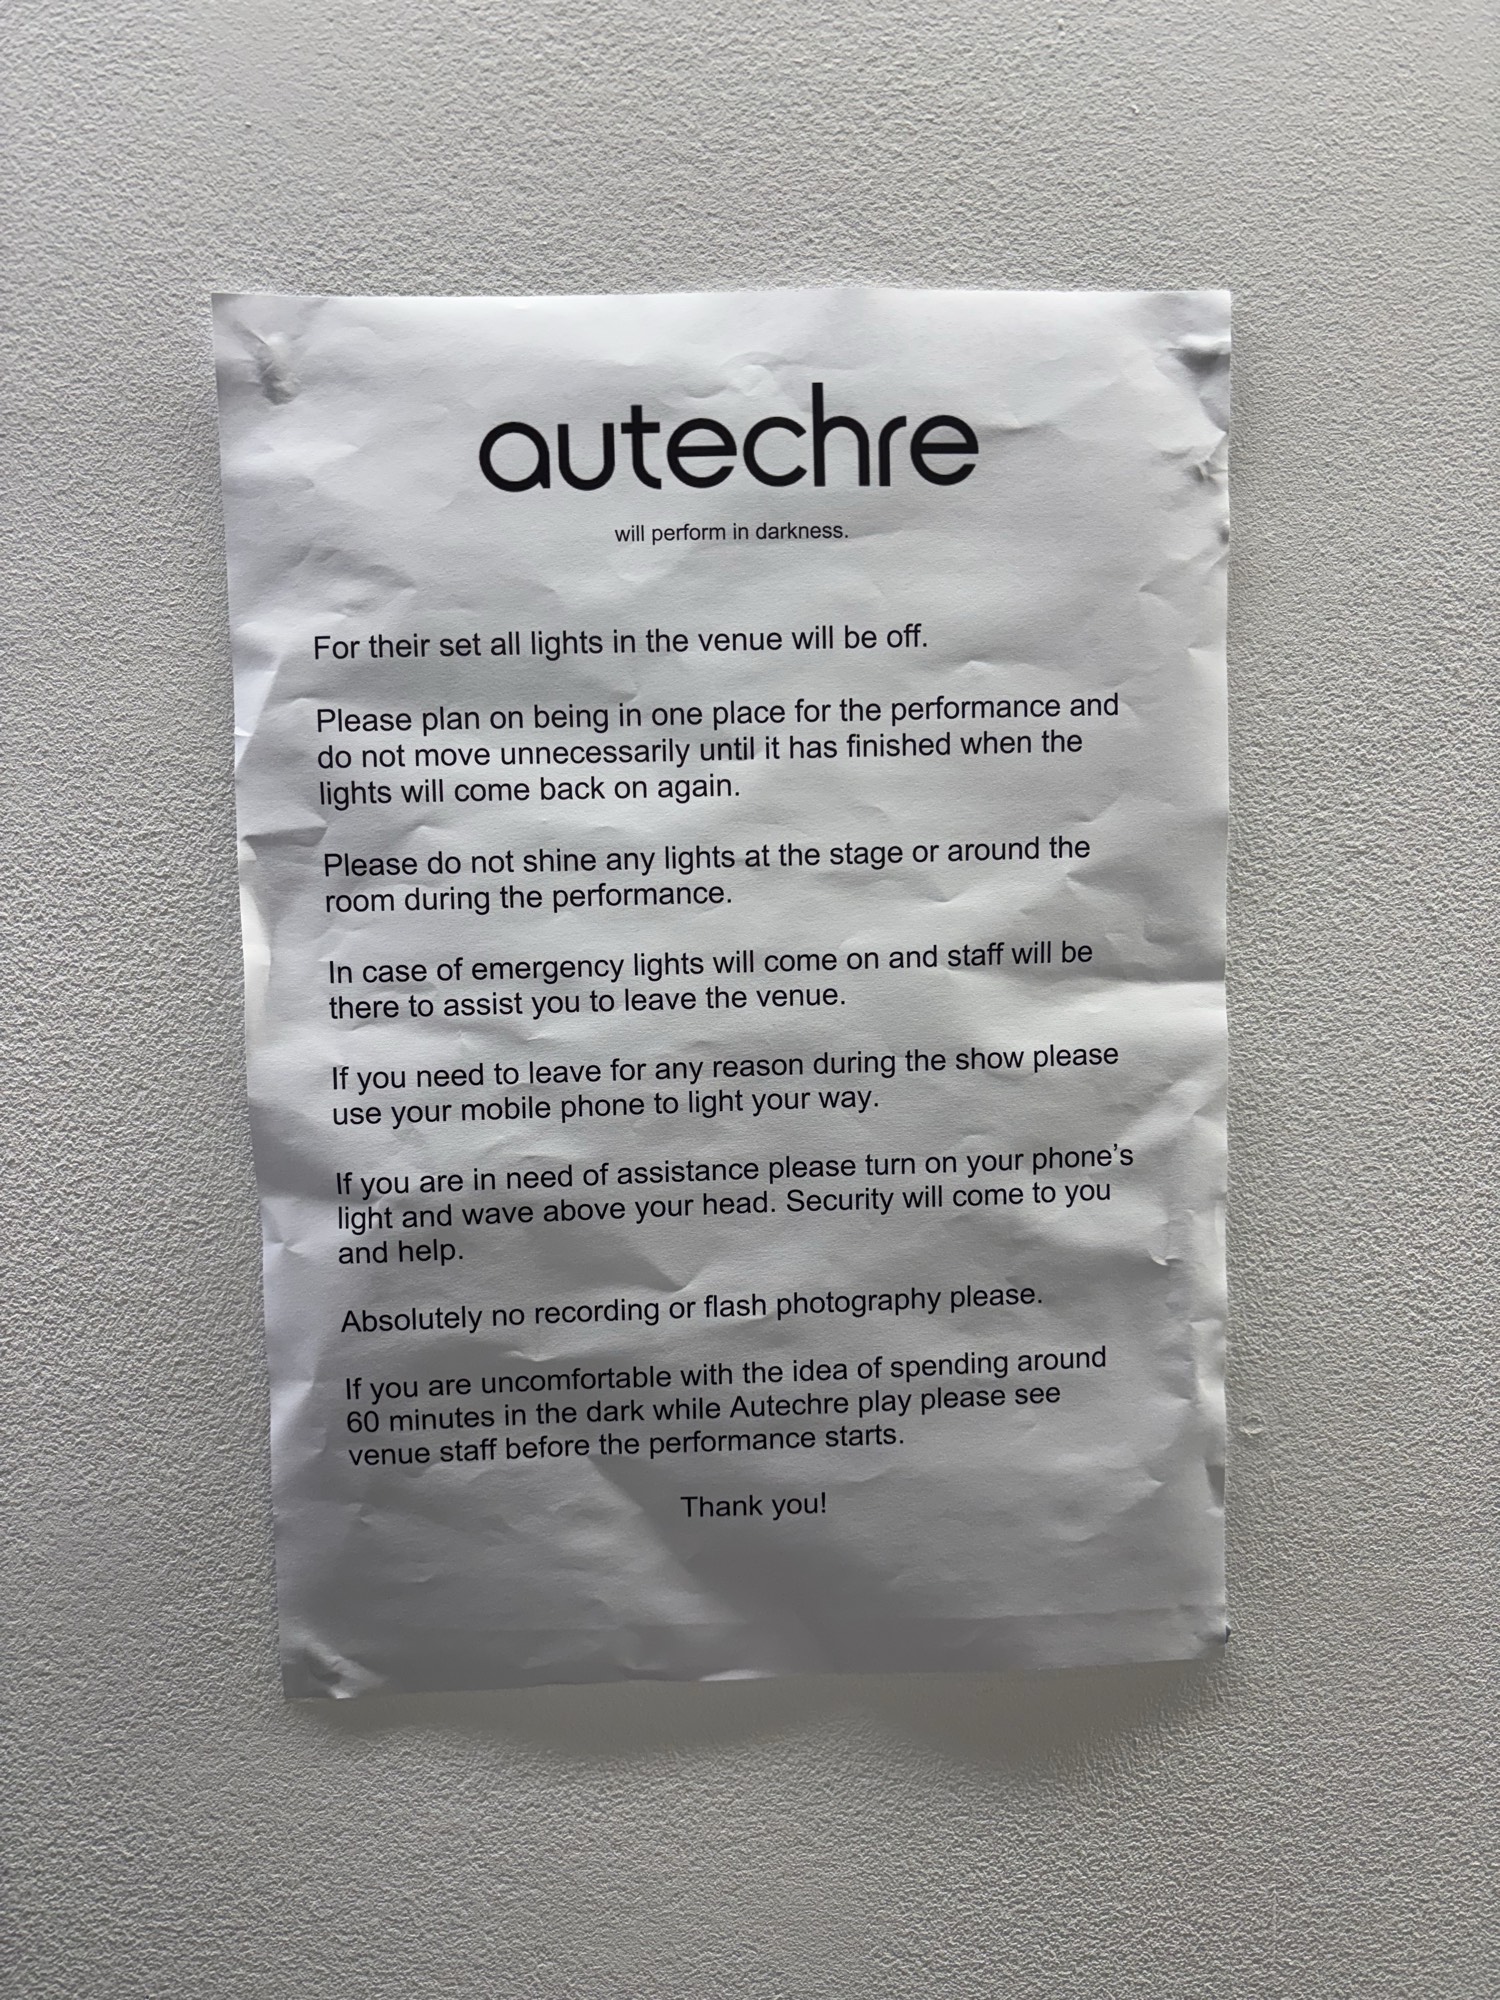 autechre
will perform in darkness.
For their set all lights in the venue will be off.
Please plan on being in one place for the performance and
do not move unnecessarily until it has finished when the
lights will come back on again.
Please do not shine any lights at the stage or around the
room during the performance.
In case of emergency lights will come on and staff will be
there to assist you to leave the venue.
If you need to leave for any reason during the show please
use your mobile phone to light your way.
If you are in need of assistance please turn on your phone’s
light and wave above your head. Security will come to you
and help.
Absolutely no recording or flash photography please.
If you are uncomfortable with the idea of spending around
60 minutes in the dark while Autechre play please see
venue staff before the performance starts.
Thank you!